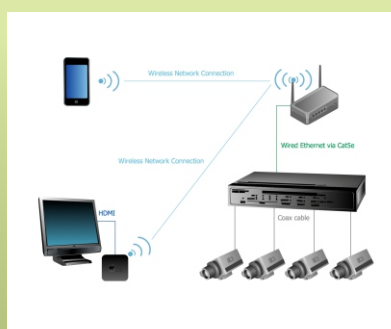 Wireless Network Connection
Wired Ethernet via Cat5e
Wireless Network Connection
HDMI
Coax cable